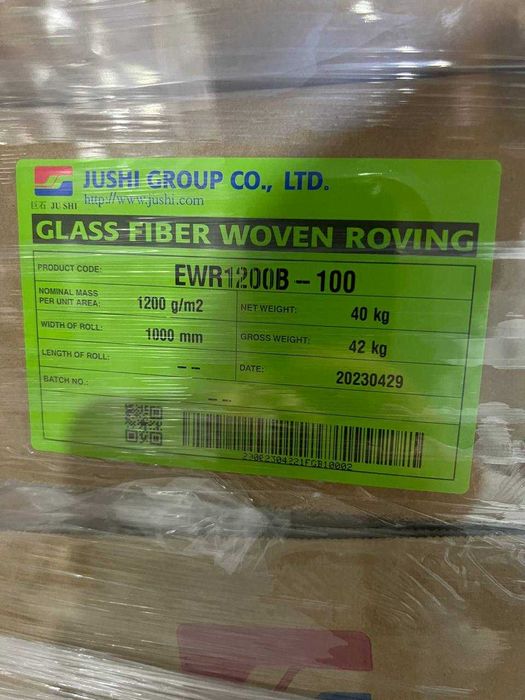 JUSHI GROUP CO., LTD.
http://www.jushi.com
巨石 JUSHI
GLASS FIBER WOVEN ROVING
PRODUCT CODE: EWR1200B - 100
NOMINAL MASS
PER UNIT AREA: 1200 g/m2
NET WEIGHT: 40 kg
WIDTH OF ROLL: 1000 mm
GROSS WEIGHT: 42 kg
LENGTH OF ROLL: --
DATE: 20230429
BATCH NO.: --